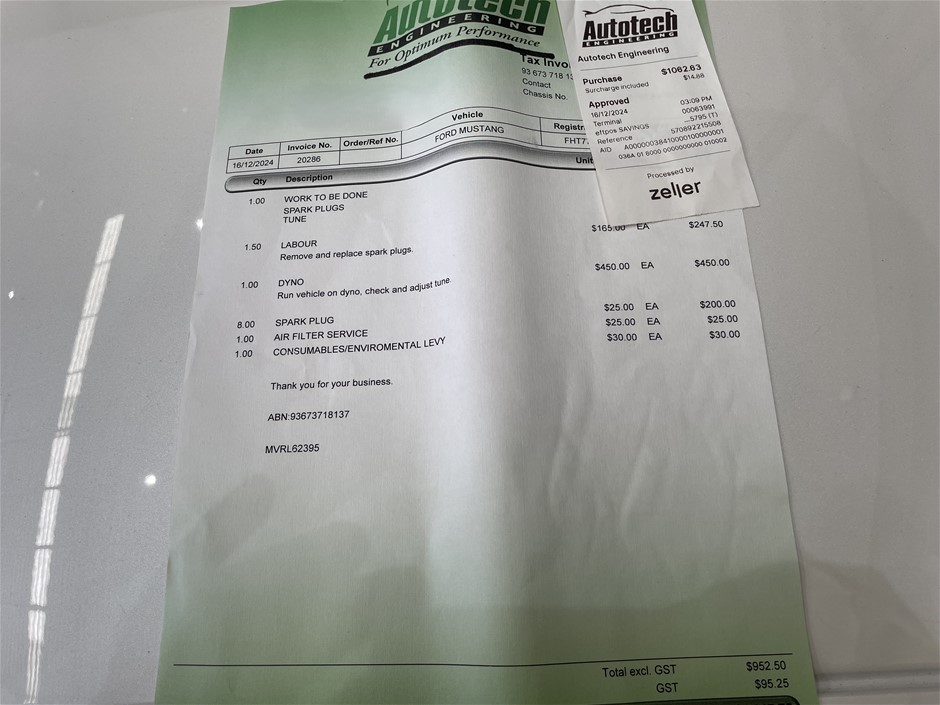 Autotech
ENGINEERING
For Optimum Performance
Tax
93 673 718
Contact
Chassis No.
Autotech
ENGINEERING
Autotech Engineering
Purchase $1062.63
Surcharge included $14.88
Approved
16/12/2024 03:09 PM
Terminal 00063991
eftpos SAVINGS ...5795 (T)
Reference 570892215508
AID A00000038410000100000001
036A 01 8000 0000000000 010002
Processed by
zeller
Date Invoice No. Order/Ref No. Vehicle
16/12/2024 20286 FORD MUSTANG
Qty Description
1.00 WORK TO BE DONE
SPARK PLUGS
TUNE
1.50 LABOUR $165.00 EA $247.50
Remove and replace spark plugs.
1.00 DYNO $450.00 EA $450.00
Run vehicle on dyno, check and adjust tune.
8.00 SPARK PLUG $25.00 EA $200.00
1.00 AIR FILTER SERVICE $25.00 EA $25.00
1.00 CONSUMABLES/ENVIROMENTAL LEVY $30.00 EA $30.00
Thank you for your business.
ABN:93673718137
MVRL62395
Total excl. GST $952.50
GST $95.25